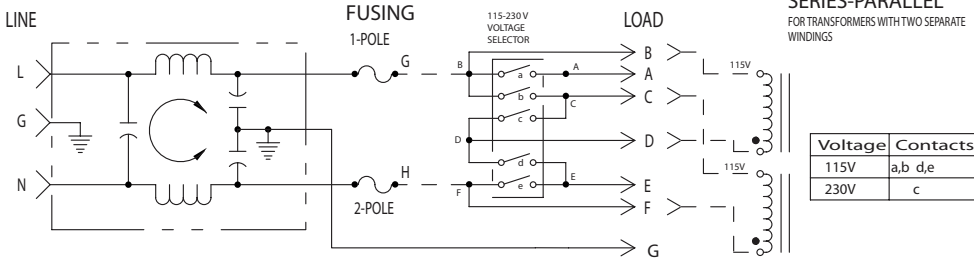 SERIES-PARALLEL
FOR TRANSFORMERS WITH TWO SEPARATE
WINDINGS
LINE
FUSING
LOAD
115-230 V
VOLTAGE
SELECTOR
1-POLE
2-POLE
L
G
N
G
H
B
D
F
a
b
c
d
e
A
C
E
B
A
C
D
E
F
G
115V
115V
Voltage Contacts
115V a,b d,e
230V c